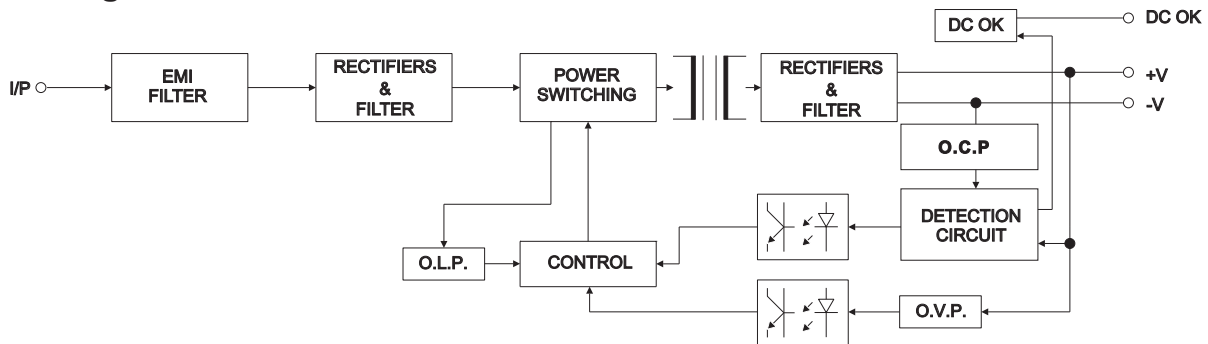 DC OK
DC OK
I/P
EMI
FILTER
RECTIFIERS
&
FILTER
POWER
SWITCHING
RECTIFIERS
&
FILTER
+V
-V
O.C.P
DETECTION
CIRCUIT
O.L.P.
CONTROL
O.V.P.